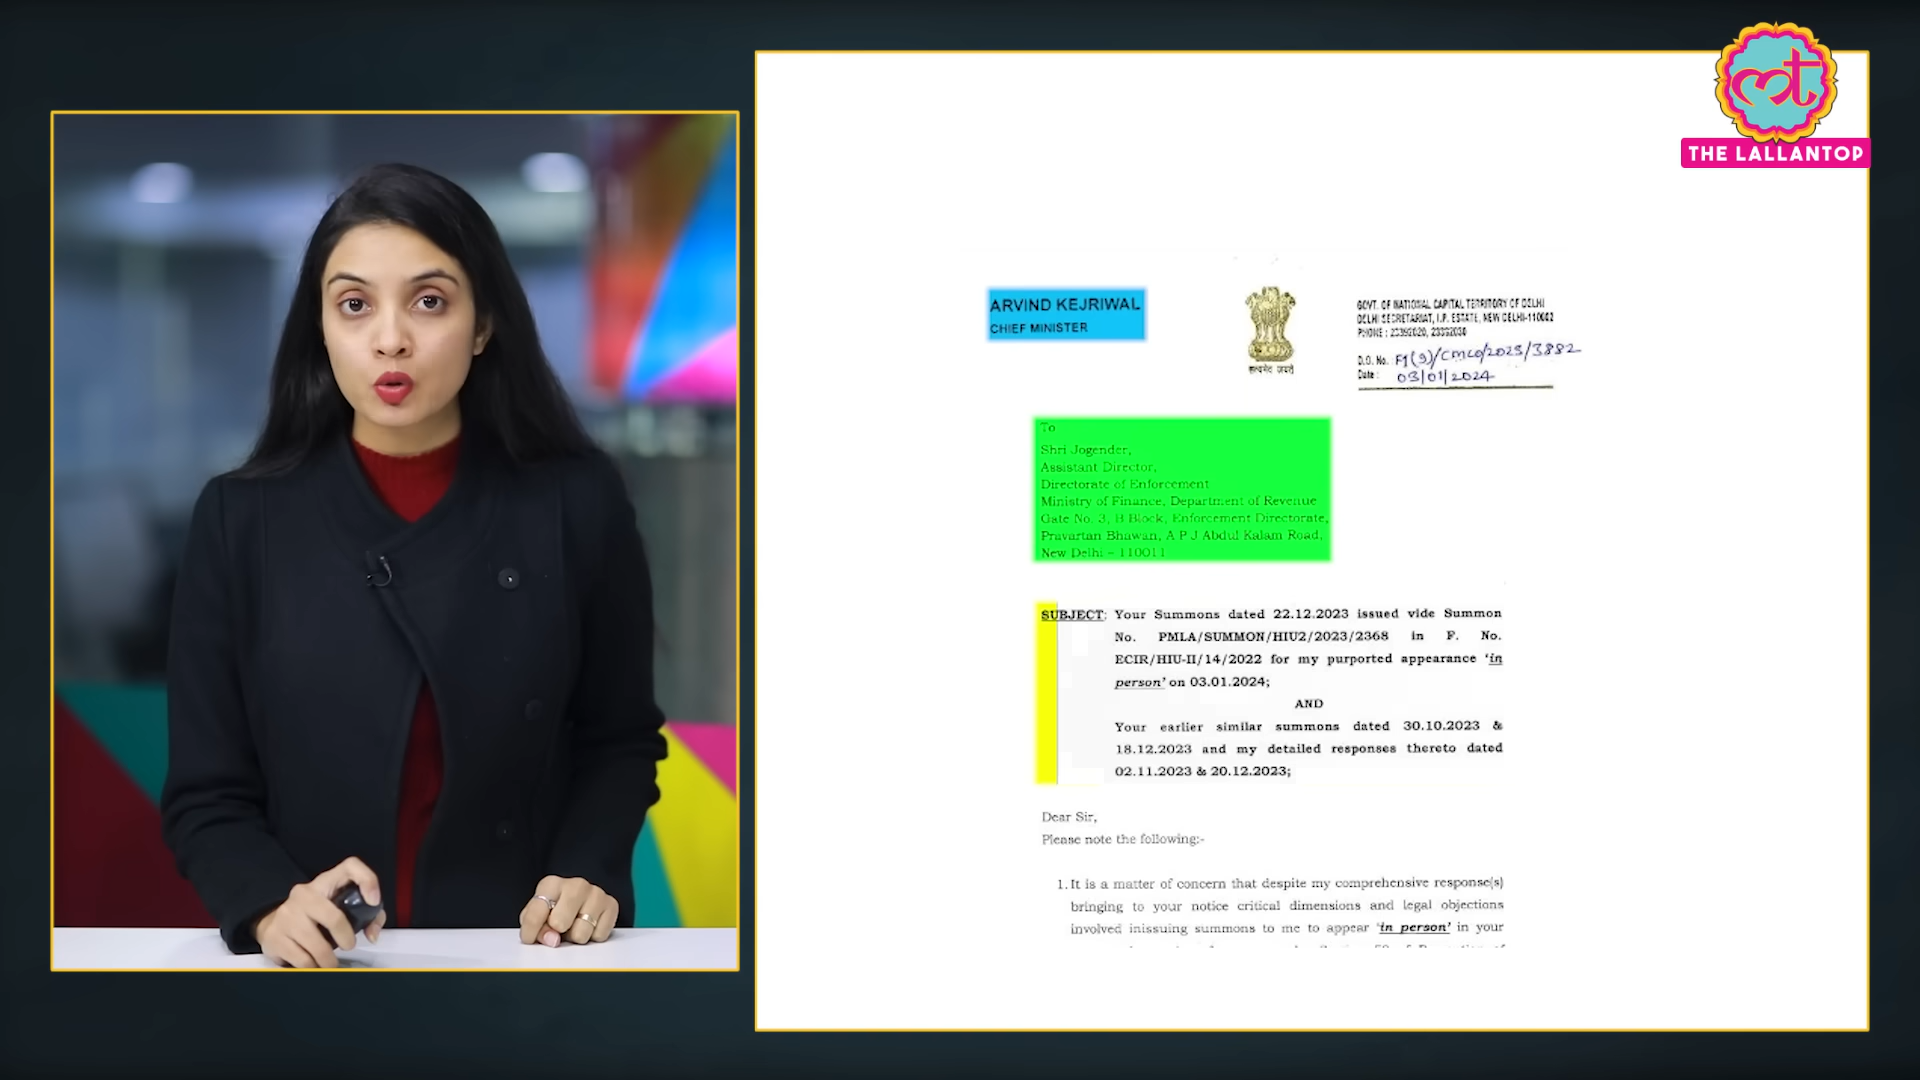 THE LALLANTOP
ARVIND KEJRIWAL
CHIEF MINISTER
सत्यमेव जयते
GOVT. OF NATIONAL CAPITAL TERRITORY OF DELHI
DELHI SECRETARIAT, I.P. ESTATE, NEW DELHI-110002
PHONE : 23392020, 23392030
D.O. No. F1(9)/CMCO/2023/3882
Date : 03/01/2024
To
Shri Jogender,
Assistant Director,
Directorate of Enforcement
Ministry of Finance, Department of Revenue
Gate No. 3, B Block, Enforcement Directorate,
Pravartan Bhawan, A P J Abdul Kalam Road,
New Delhi – 110011
SUBJECT: Your Summons dated 22.12.2023 issued vide Summon
No. PMLA/SUMMON/HIU2/2023/2368 in F. No.
ECIR/HIU-II/14/2022 for my purported appearance 'in
person' on 03.01.2024;
AND
Your earlier similar summons dated 30.10.2023 &
18.12.2023 and my detailed responses thereto dated
02.11.2023 & 20.12.2023;
Dear Sir,
Please note the following:-
1. It is a matter of concern that despite my comprehensive response(s)
bringing to your notice critical dimensions and legal objections
involved inissuing summons to me to appear 'in person' in your